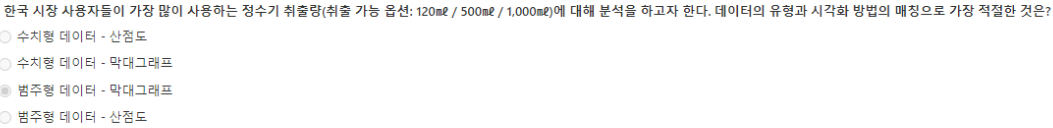 한국 시장 사용자들이 가장 많이 사용하는 정수기 취출량(취출 가능 옵션: 120㎖ / 500㎖ / 1,000㎖)에 대해 분석을 하고자 한다. 데이터의 유형과 시각화 방법의 매칭으로 가장 적절한 것은?
수치형 데이터 - 산점도
수치형 데이터 - 막대그래프
범주형 데이터 - 막대그래프
범주형 데이터 - 산점도